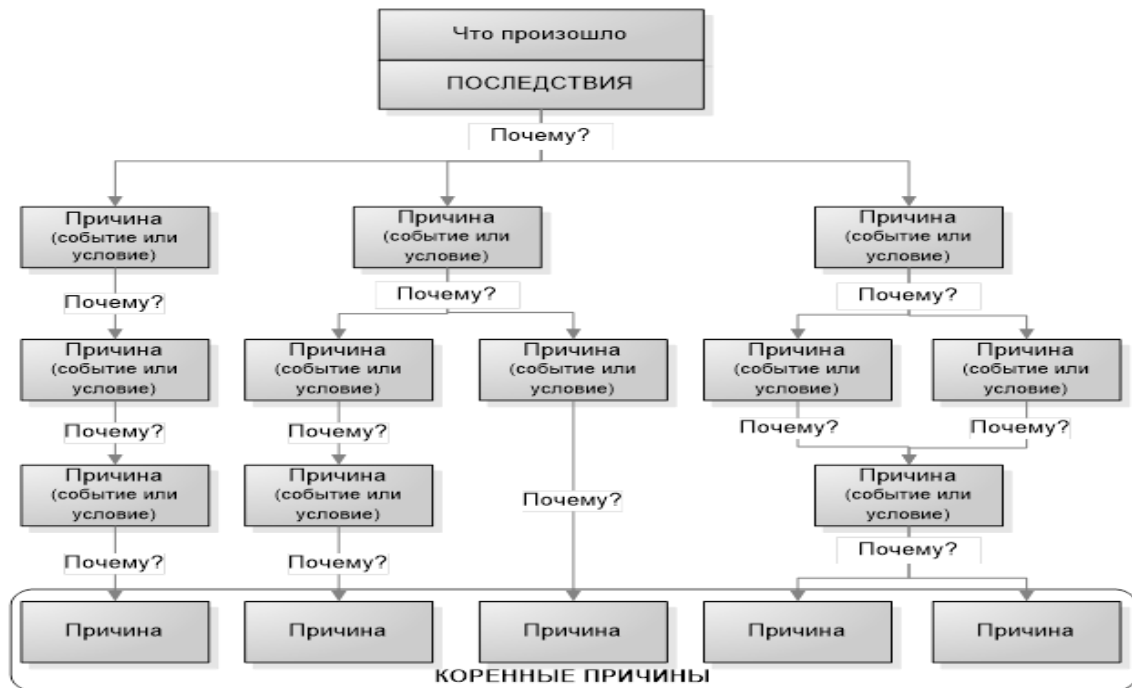 Что произошло
ПОСЛЕДСТВИЯ
Почему?
Причина
(событие или
условие)
Причина
(событие или
условие)
Причина
(событие или
условие)
Почему?
Почему?
Почему?
Причина
(событие или
условие)
Причина
(событие или
условие)
Причина
(событие или
условие)
Причина
(событие или
условие)
Причина
(событие или
условие)
Почему?
Почему?
Почему?
Почему?
Причина
(событие или
условие)
Причина
(событие или
условие)
Причина
(событие или
условие)
Почему?
Почему?
Почему?
Почему?
Причина
Причина
Причина
Причина
Причина
КОРЕННЫЕ ПРИЧИНЫ